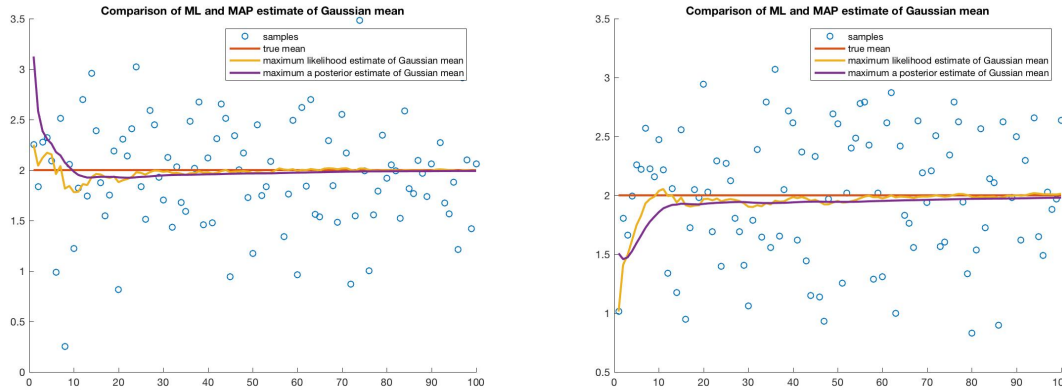 Comparison of ML and MAP estimate of Gaussian mean
3.5
3
2.5
2
1.5
1
0.5
0
0 10 20 30 40 50 60 70 80 90 100
samples
true mean
maximum likelihood estimate of Gaussian mean
maximum a posterior estimate of Gussian mean
Comparison of ML and MAP estimate of Gaussian mean
3.5
3
2.5
2
1.5
1
0.5
0 10 20 30 40 50 60 70 80 90 100
samples
true mean
maximum likelihood estimate of Gaussian mean
maximum a posterior estimate of Gussian mean